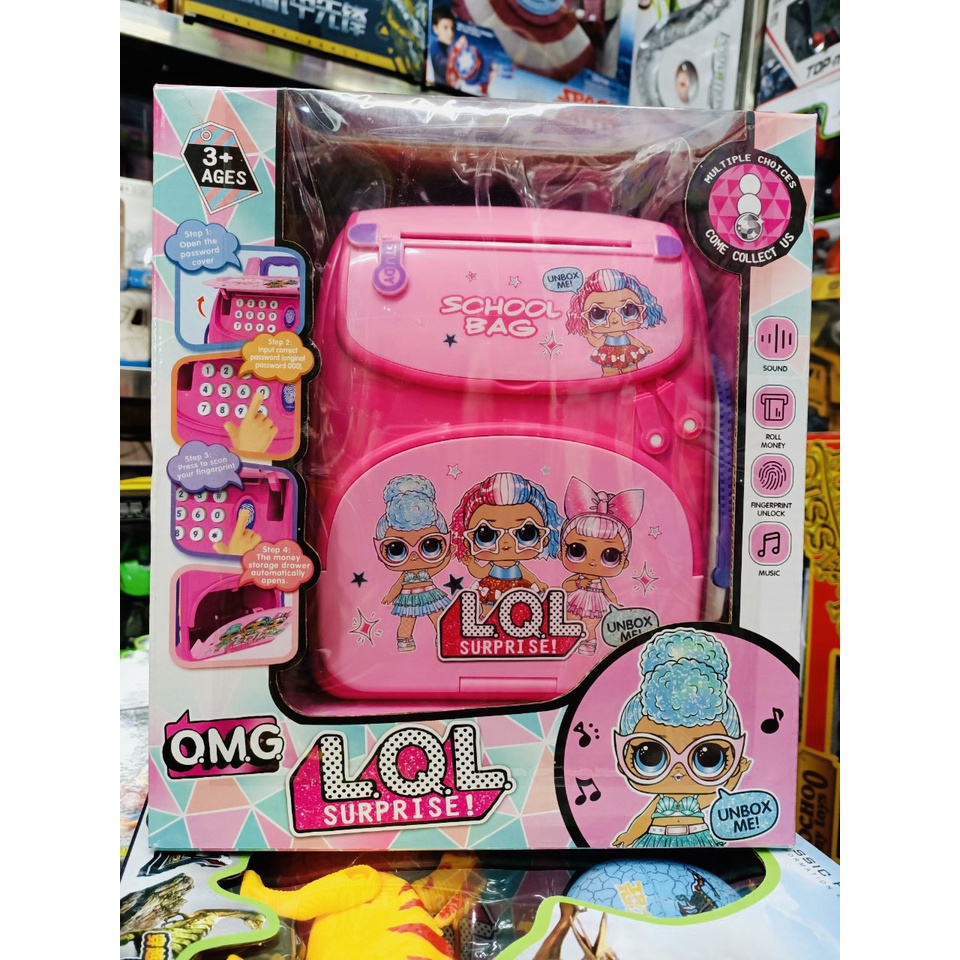 3+
AGES
MULTIPLE CHOICES
COME COLLECT US
Step 1:
Open the
password
cover
Step 2:
Input correct
password (original
password 000).
Step 3:
Press to scan
your fingerprint
Step 4:
The money
storage drawer
automatically
opens.
STUDY
UNBOX
ME!
SCHOOL
BAG
SOUND
ROLL
MONEY
FINGERPRINT
UNLOCK
MUSIC
L.Q.L.
SURPRISE!
UNBOX
ME!
O.M.G.
L.Q.L.
SURPRISE!
UNBOX
ME!